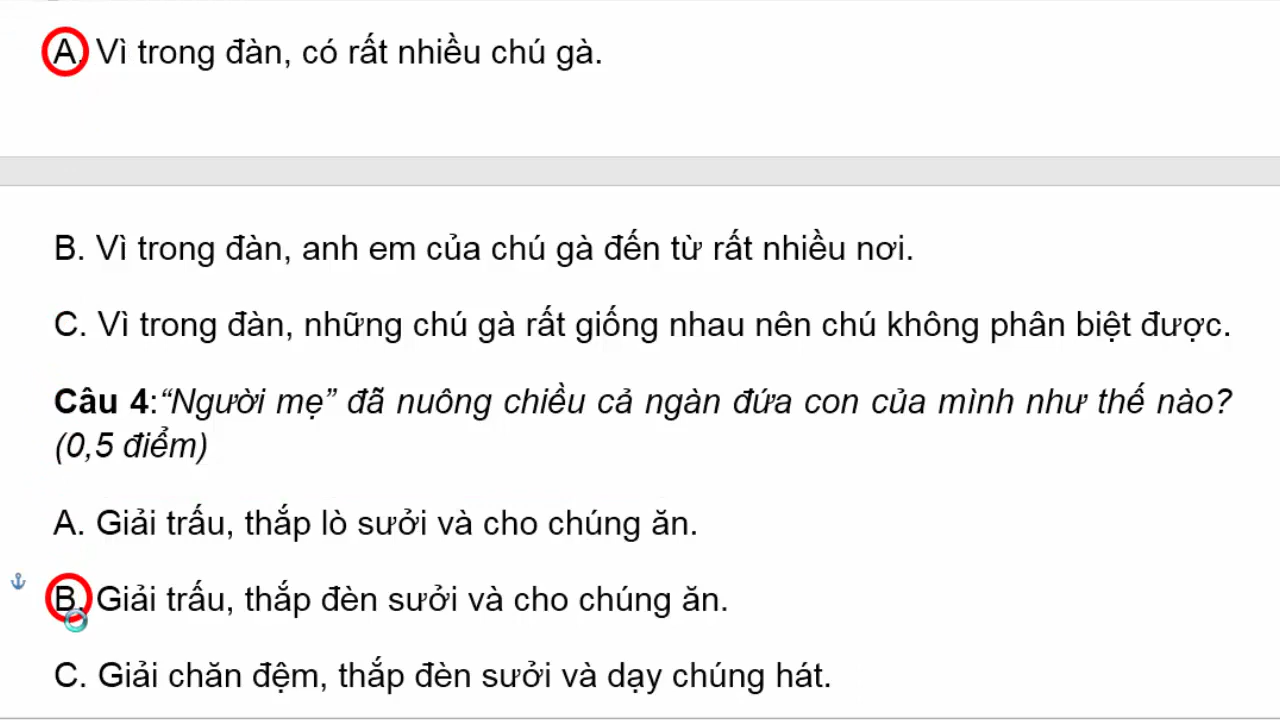 A. Vì trong đàn, có rất nhiều chú gà.
B. Vì trong đàn, anh em của chú gà đến từ rất nhiều nơi.
C. Vì trong đàn, những chú gà rất giống nhau nên chú không phân biệt được.
Câu 4:“Người mẹ” đã nuông chiều cả ngàn đứa con của mình như thế nào?
(0,5 điểm)
A. Giải trấu, thắp lò sưởi và cho chúng ăn.
B. Giải trấu, thắp đèn sưởi và cho chúng ăn.
C. Giải chăn đệm, thắp đèn sưởi và dạy chúng hát.